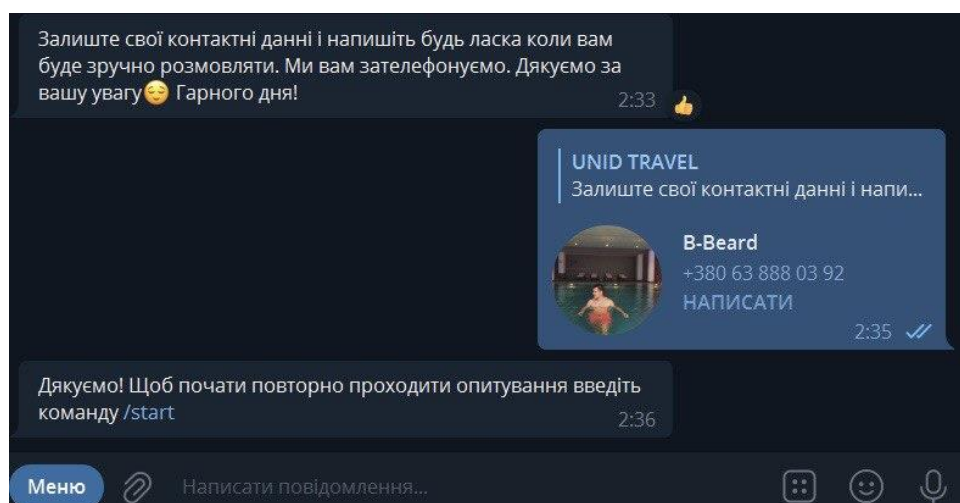 Залиште свої контактні данні і напишіть будь ласка коли вам
буде зручно розмовляти. Ми вам зателефонуємо. Дякуємо за
вашу увагу😌 Гарного дня!
2:33 👍
UNID TRAVEL
Залиште свої контактні данні і напи...
B-Beard
+380 63 888 03 92
НАПИСАТИ
2:35
Дякуємо! Щоб почати повторно проходити опитування введіть
команду /start
2:36
Меню Написати повідомлення...